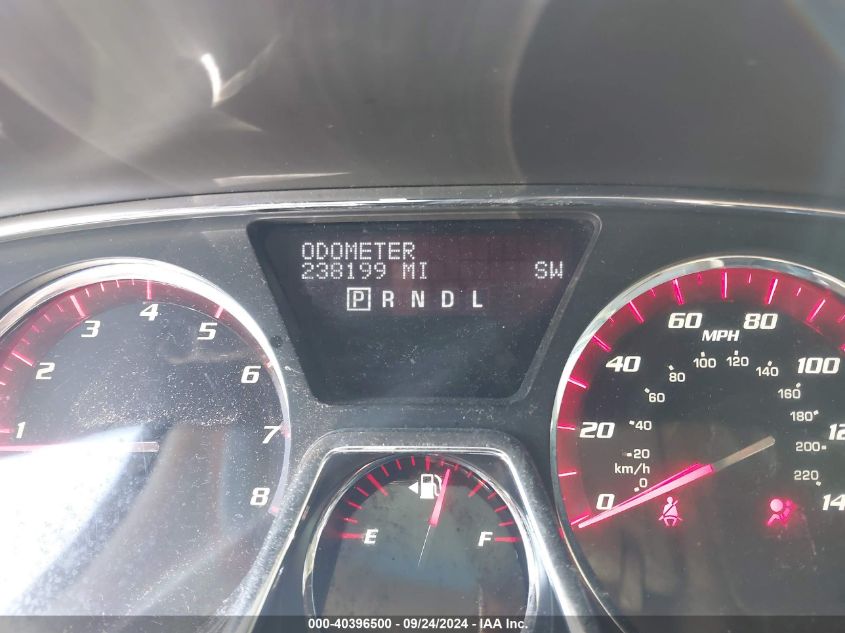 ODOMETER
238199 MI SW
P R N D L
1 2 3 4 5 6 7 8
0 20 40 60 80 100
MPH
0 20 40 60 80 100 120 140 160 180 200 220
km/h
E F
000-40396500 - 09/24/2024 - IAA Inc.